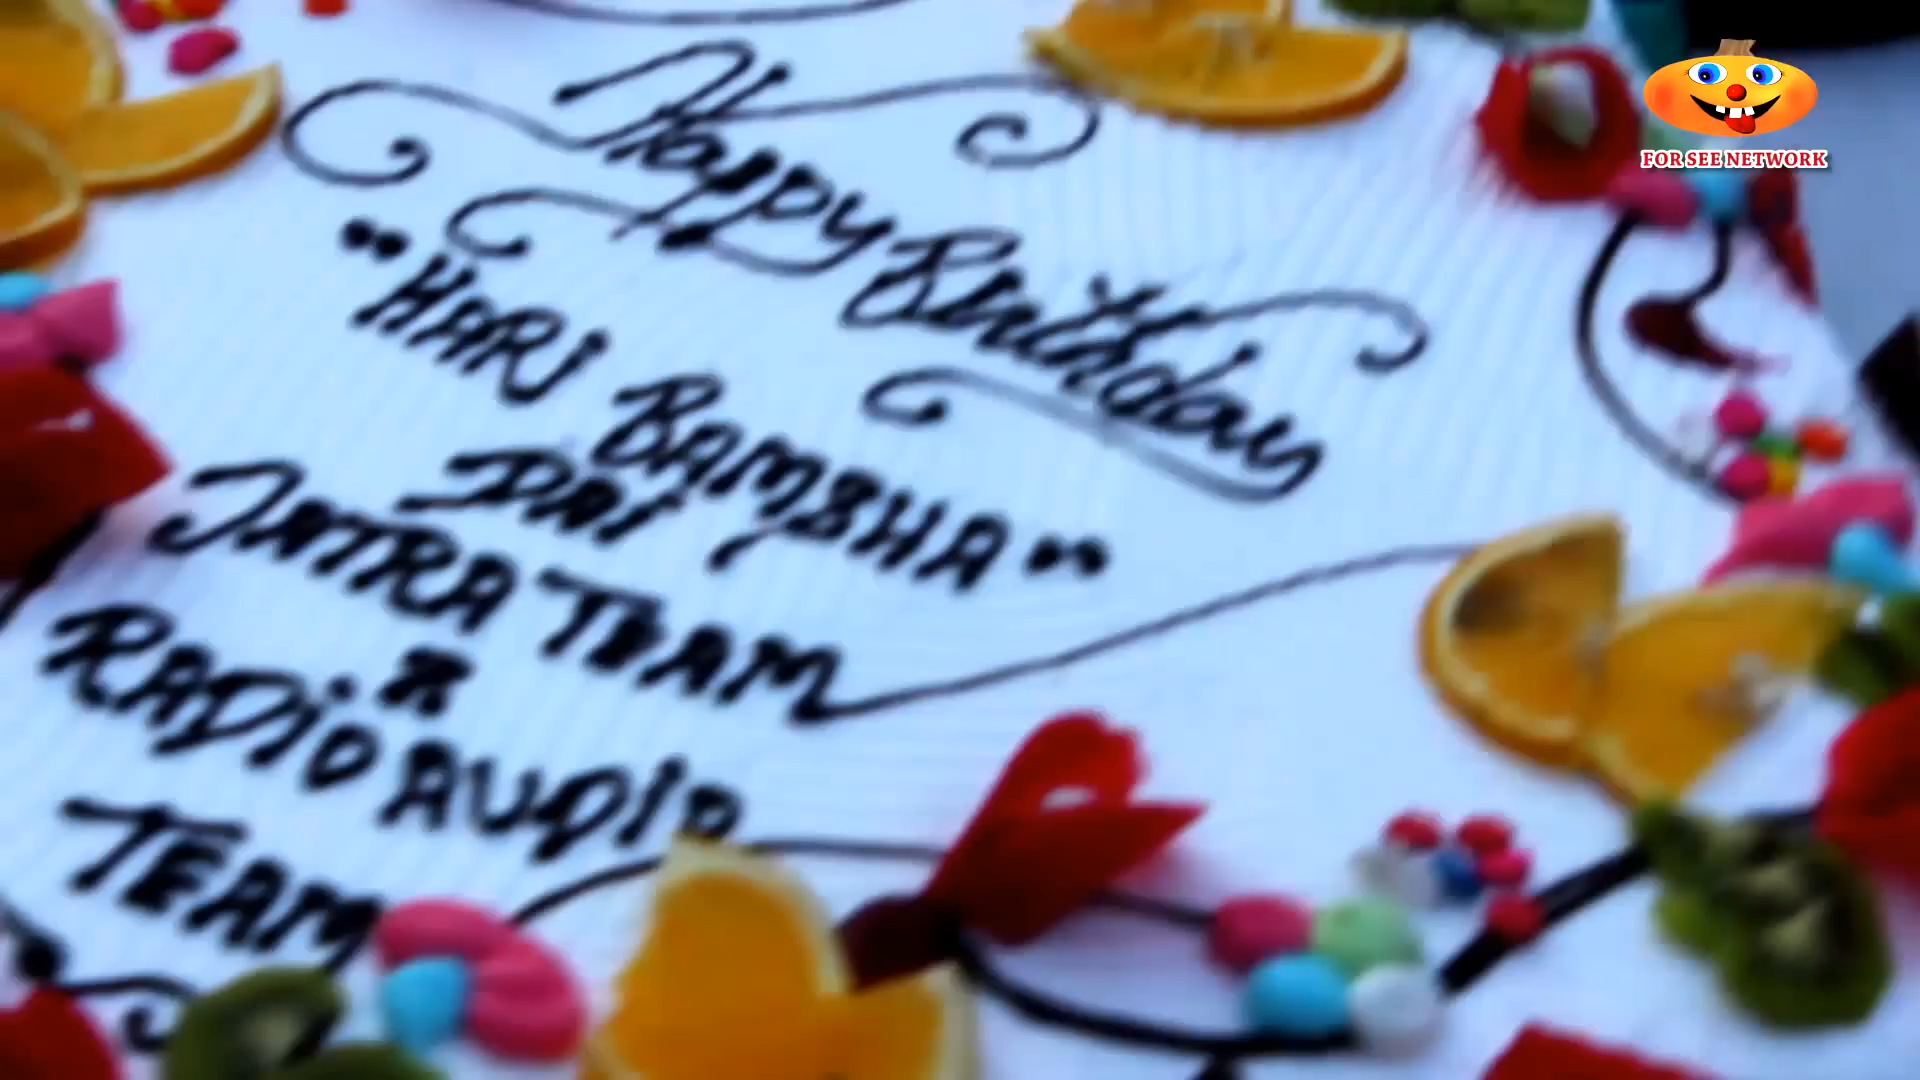 Happy Birthday
"HARI BAMSHA"
DAI
JATRA TEAM
&
RADIO AUDIO
TEAM
FOR SEE NETWORK